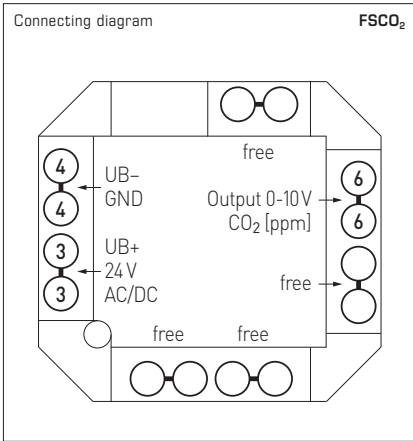 Connecting diagram
FSCO₂
free
4
4
UB–
GND
3
3
UB+
24 V
AC/DC
Output 0-10 V
CO₂ [ppm]
6
6
free
free
free